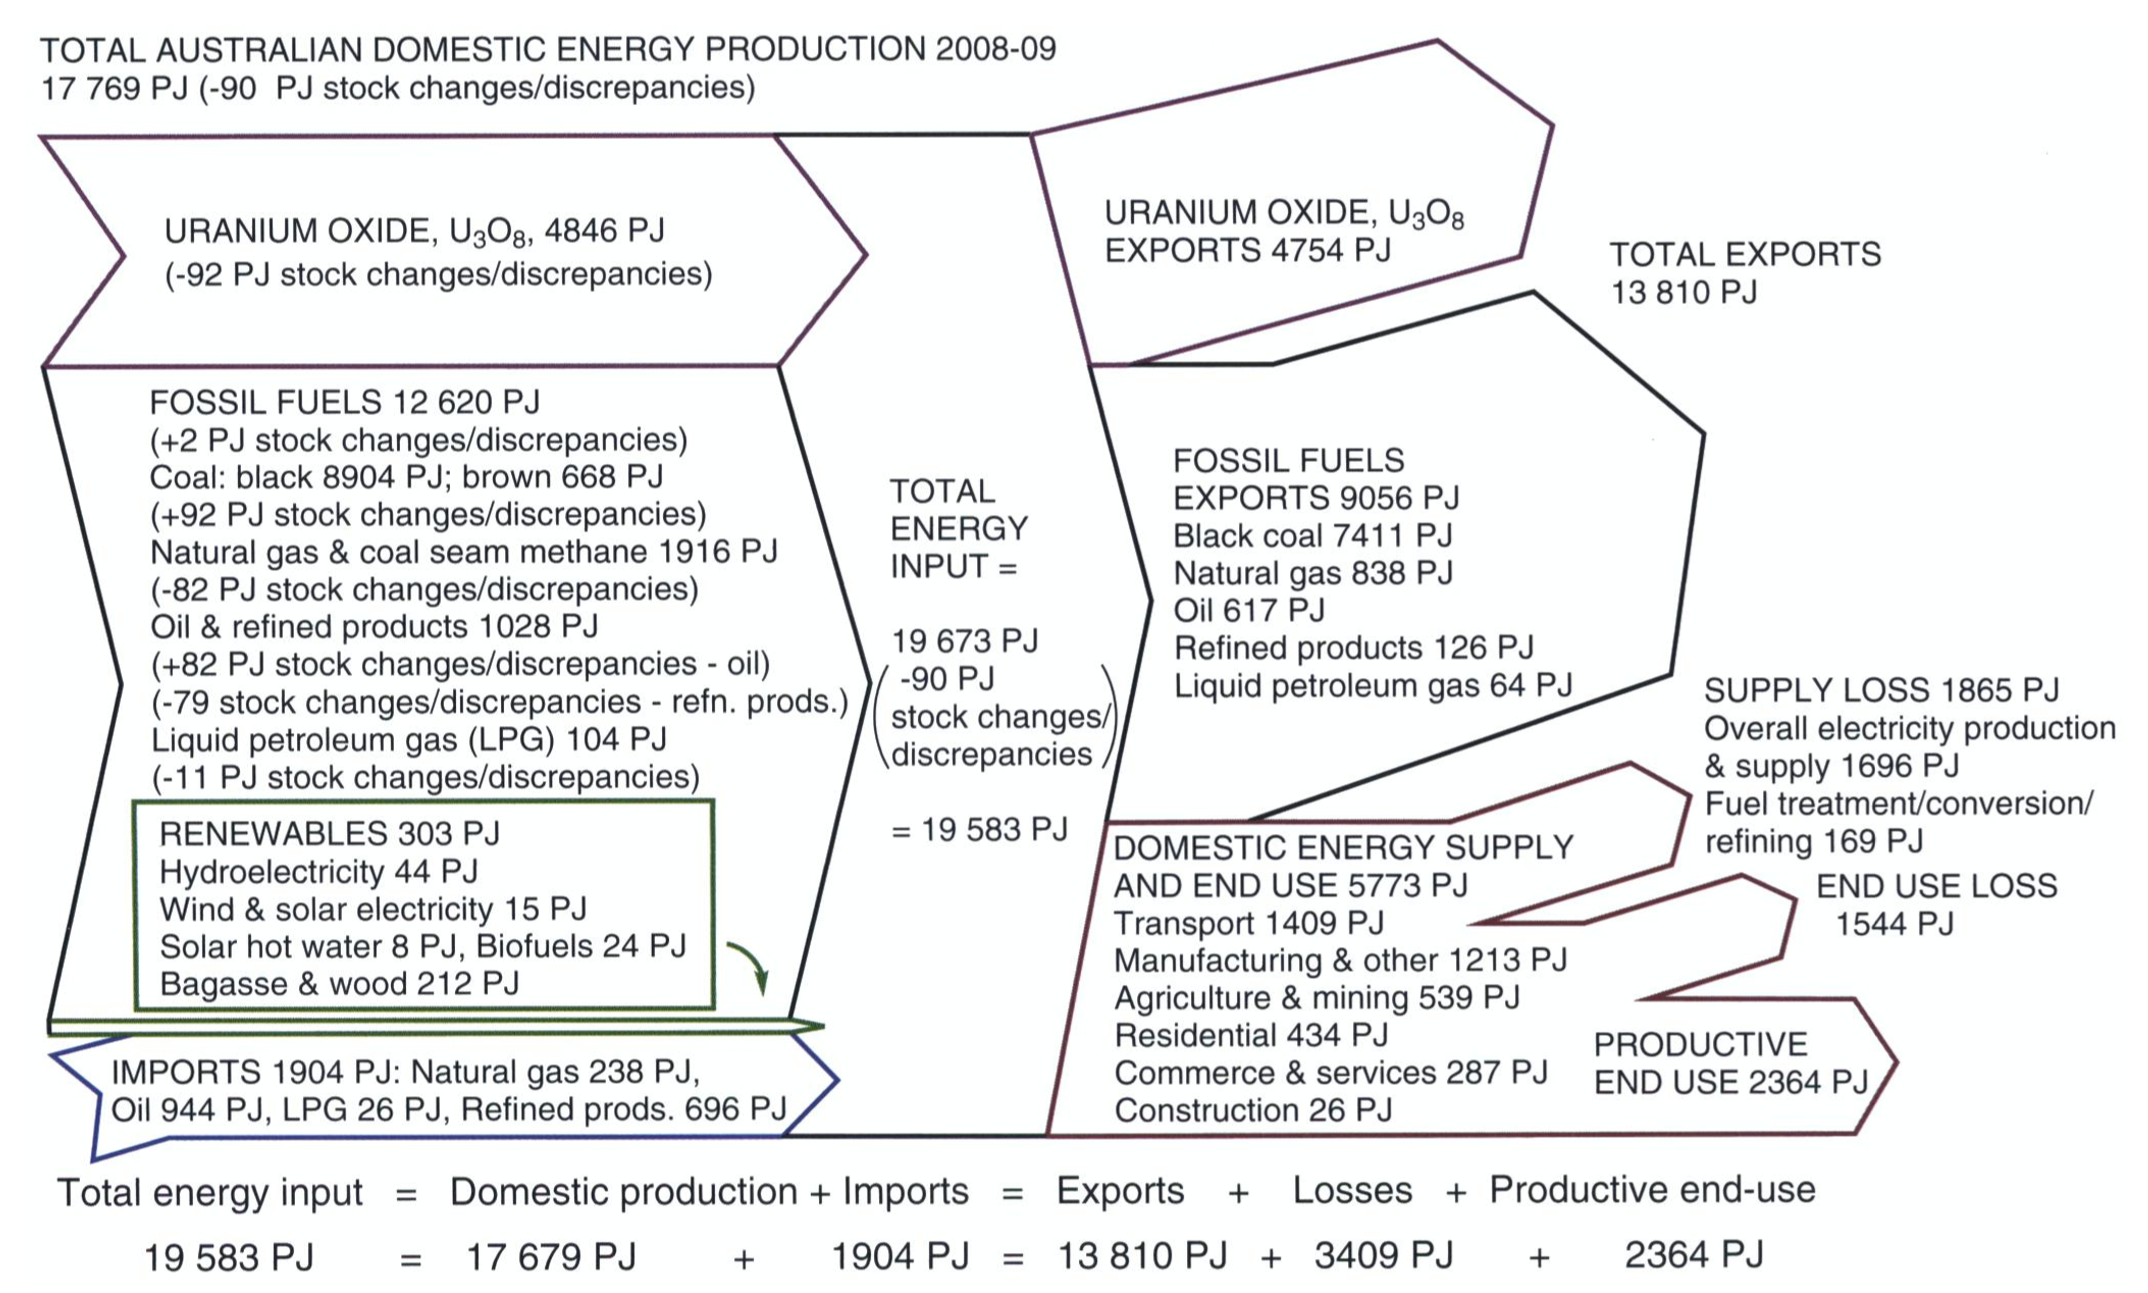 TOTAL AUSTRALIAN DOMESTIC ENERGY PRODUCTION 2008-09
17 769 PJ (-90 PJ stock changes/discrepancies)
URANIUM OXIDE, U₃O₈, 4846 PJ
(-92 PJ stock changes/discrepancies)
FOSSIL FUELS 12 620 PJ
(+2 PJ stock changes/discrepancies)
Coal: black 8904 PJ; brown 668 PJ
(+92 PJ stock changes/discrepancies)
Natural gas & coal seam methane 1916 PJ
(-82 PJ stock changes/discrepancies)
Oil & refined products 1028 PJ
(+82 PJ stock changes/discrepancies - oil)
(-79 stock changes/discrepancies - refn. prods.)
Liquid petroleum gas (LPG) 104 PJ
(-11 PJ stock changes/discrepancies)
RENEWABLES 303 PJ
Hydroelectricity 44 PJ
Wind & solar electricity 15 PJ
Solar hot water 8 PJ, Biofuels 24 PJ
Bagasse & wood 212 PJ
IMPORTS 1904 PJ: Natural gas 238 PJ,
Oil 944 PJ, LPG 26 PJ, Refined prods. 696 PJ
TOTAL
ENERGY
INPUT =
19 673 PJ
(-90 PJ
stock changes/
discrepancies)
= 19 583 PJ
URANIUM OXIDE, U₃O₈
EXPORTS 4754 PJ
TOTAL EXPORTS
13 810 PJ
FOSSIL FUELS
EXPORTS 9056 PJ
Black coal 7411 PJ
Natural gas 838 PJ
Oil 617 PJ
Refined products 126 PJ
Liquid petroleum gas 64 PJ
SUPPLY LOSS 1865 PJ
Overall electricity production
& supply 1696 PJ
Fuel treatment/conversion/
refining 169 PJ
DOMESTIC ENERGY SUPPLY
AND END USE 5773 PJ
Transport 1409 PJ
Manufacturing & other 1213 PJ
Agriculture & mining 539 PJ
Residential 434 PJ
Commerce & services 287 PJ
Construction 26 PJ
END USE LOSS
1544 PJ
PRODUCTIVE
END USE 2364 PJ
Total energy input = Domestic production + Imports = Exports + Losses + Productive end-use
19 583 PJ = 17 679 PJ + 1904 PJ = 13 810 PJ + 3409 PJ + 2364 PJ